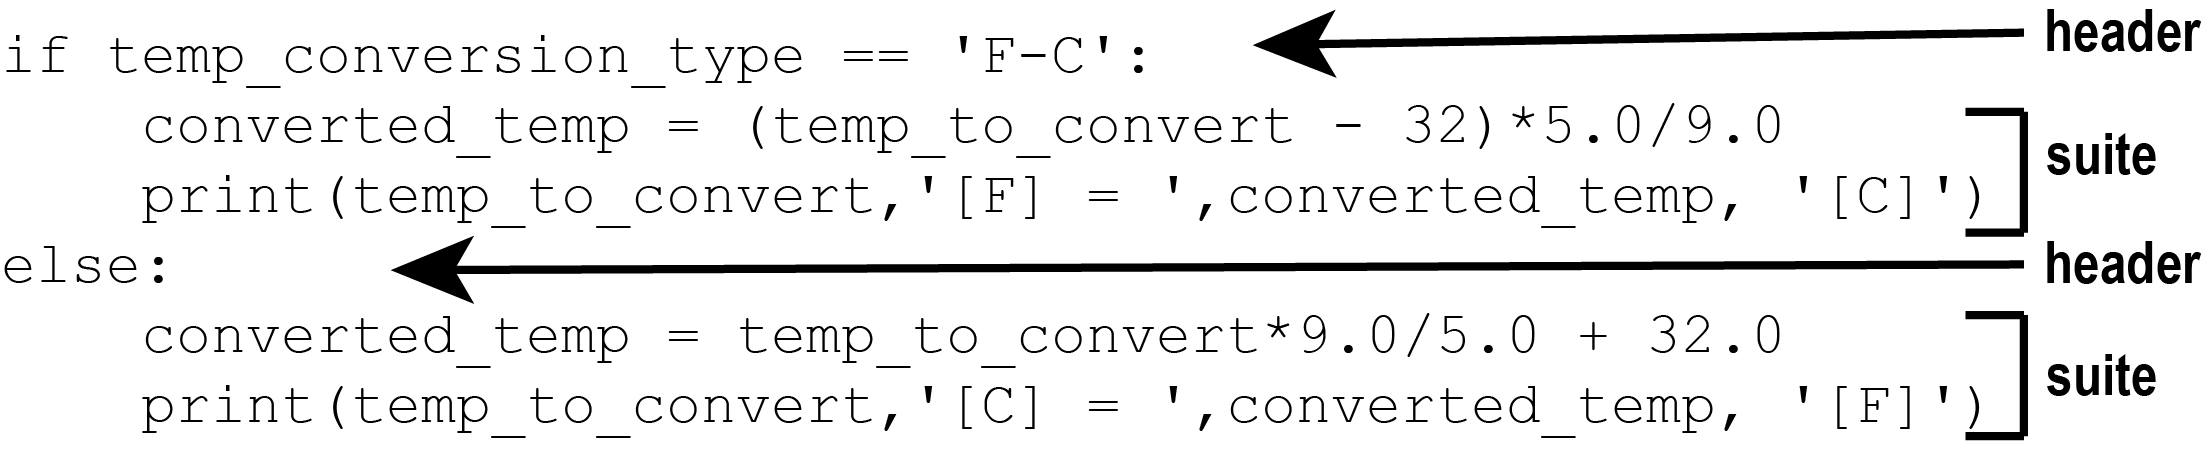 if temp_conversion_type == 'F-C': header
    converted_temp = (temp_to_convert - 32)*5.0/9.0
suite
    print(temp_to_convert,'[F] = ',converted_temp, '[C]')
else: header
    converted_temp = temp_to_convert*9.0/5.0 + 32.0
suite
    print(temp_to_convert,'[C] = ',converted_temp, '[F]')